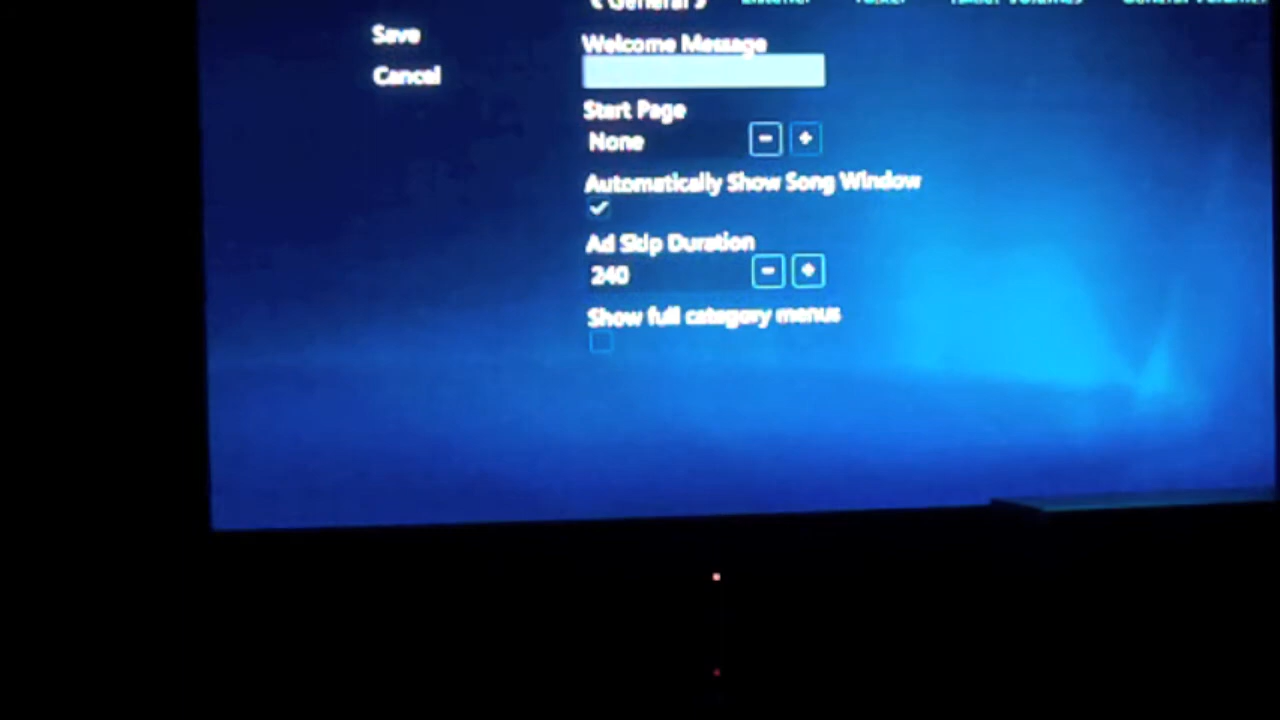 General
Save
Cancel
Welcome Message
Start Page
None
Automatically Show Song Window
✓
Ad Skip Duration
240
Show full category menus